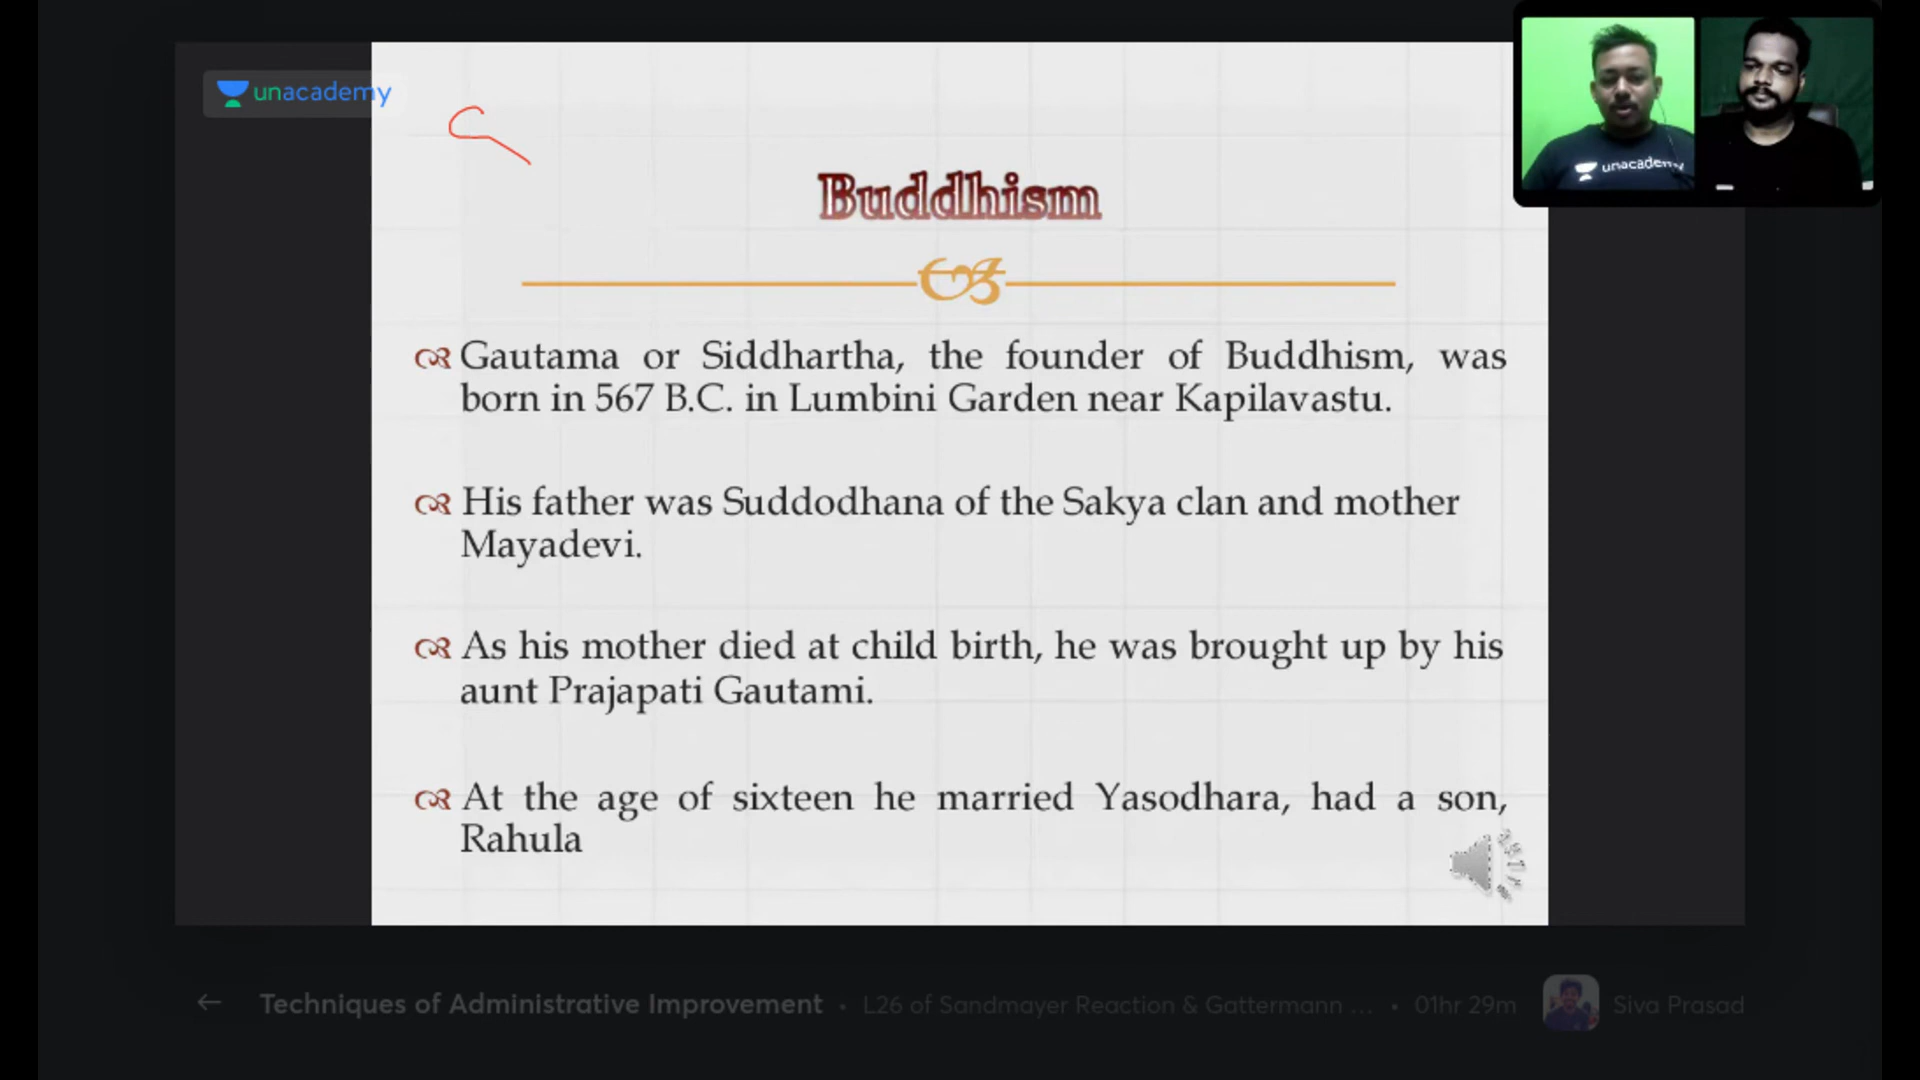 unacademy
unacademy
Buddhism
Gautama or Siddhartha, the founder of Buddhism, was
born in 567 B.C. in Lumbini Garden near Kapilavastu.
His father was Suddodhana of the Sakya clan and mother
Mayadevi.
As his mother died at child birth, he was brought up by his
aunt Prajapati Gautami.
At the age of sixteen he married Yasodhara, had a son,
Rahula
Techniques of Administrative Improvement • L26 of Sandmayer Reaction & Gattermann ... • 01hr 29m Siva Prasad